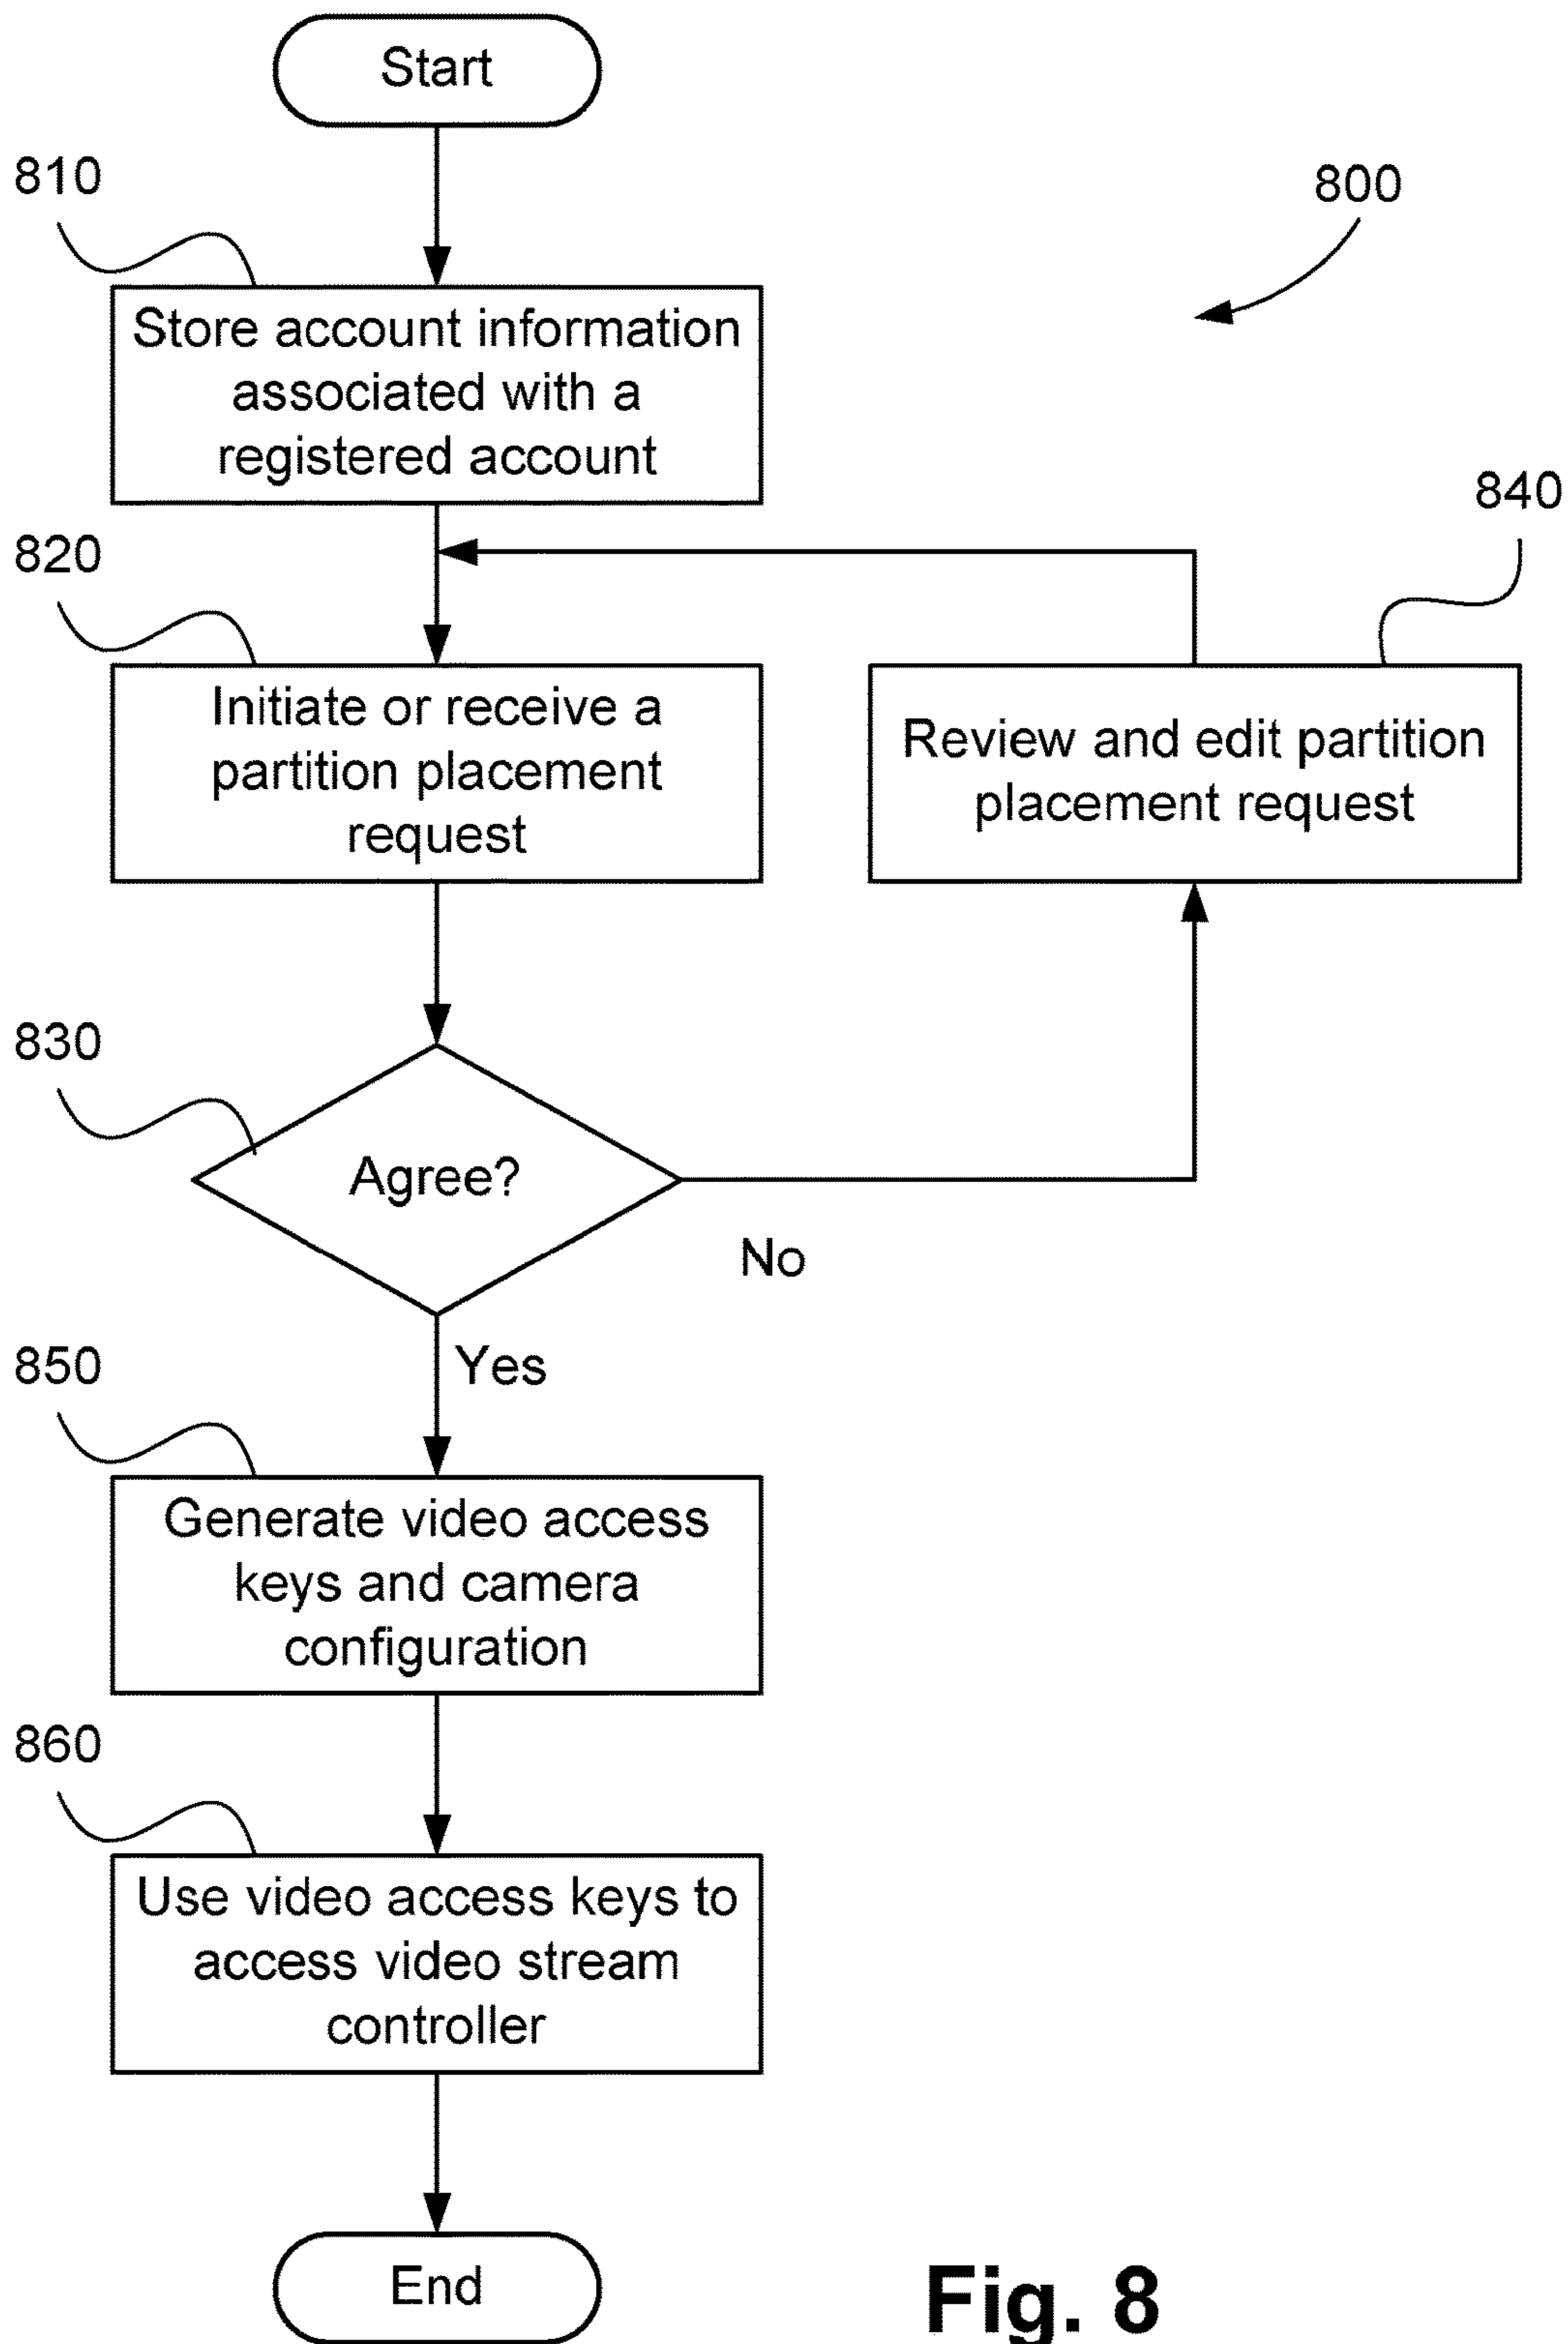 Start
810
800
Store account information
associated with a
registered account
840
820
Initiate or receive a
partition placement
request
Review and edit partition
placement request
830
Agree?
No
Yes
850
Generate video access
keys and camera
configuration
860
Use video access keys to
access video stream
controller
End
Fig. 8